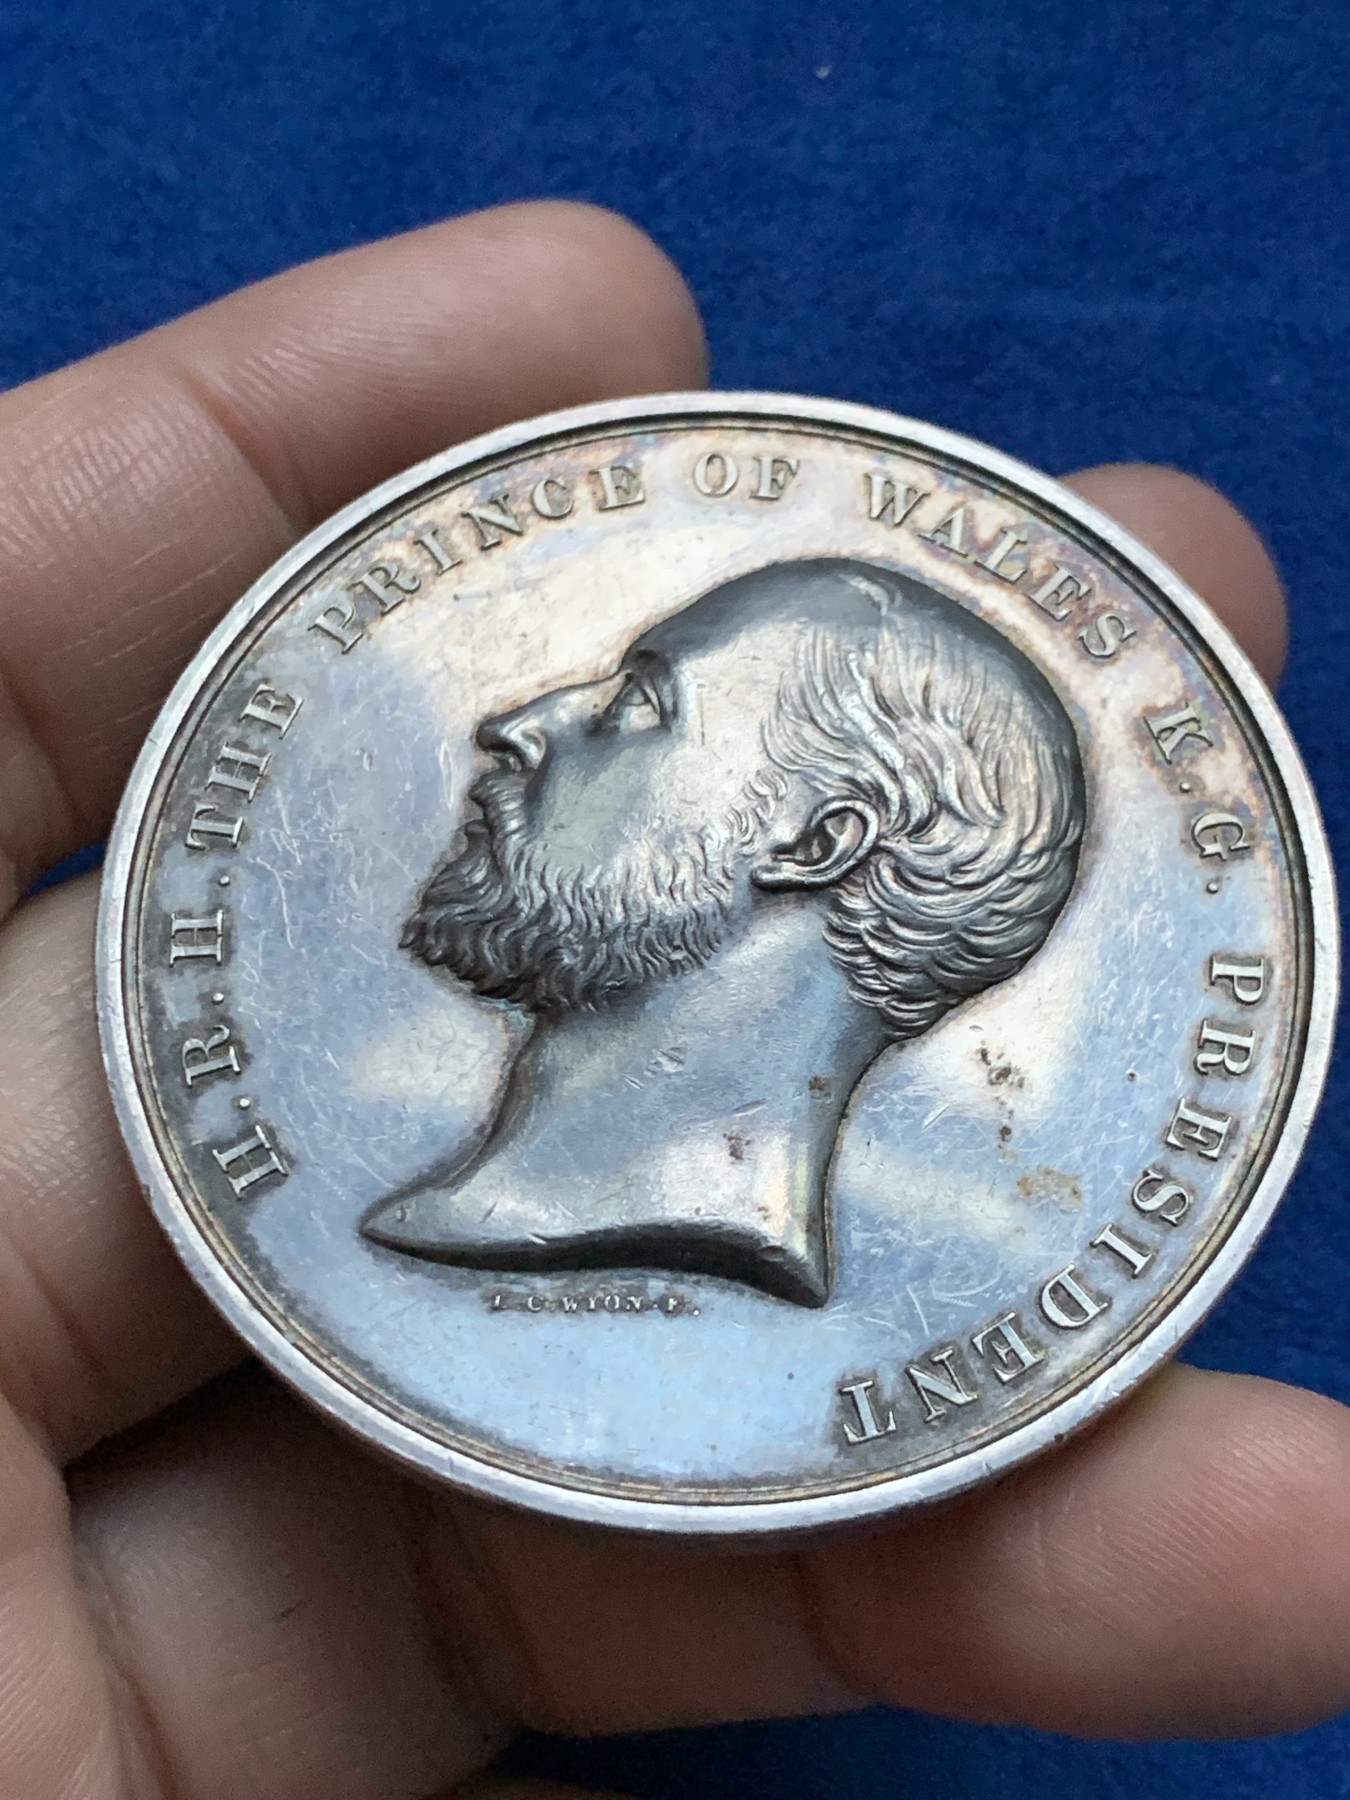 H.R.H. THE PRINCE OF WALES K.G. PRESIDENT
L.C. WYON. F.